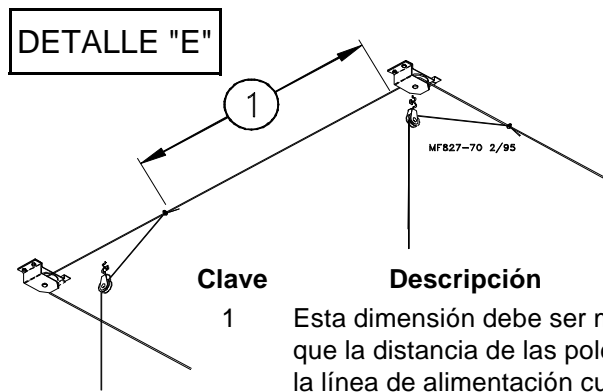 DETALLE "E"
1
MF827-70 2/95
Clave Descripción
1 Esta dimensión debe ser
que la distancia de las
la línea de alimentación